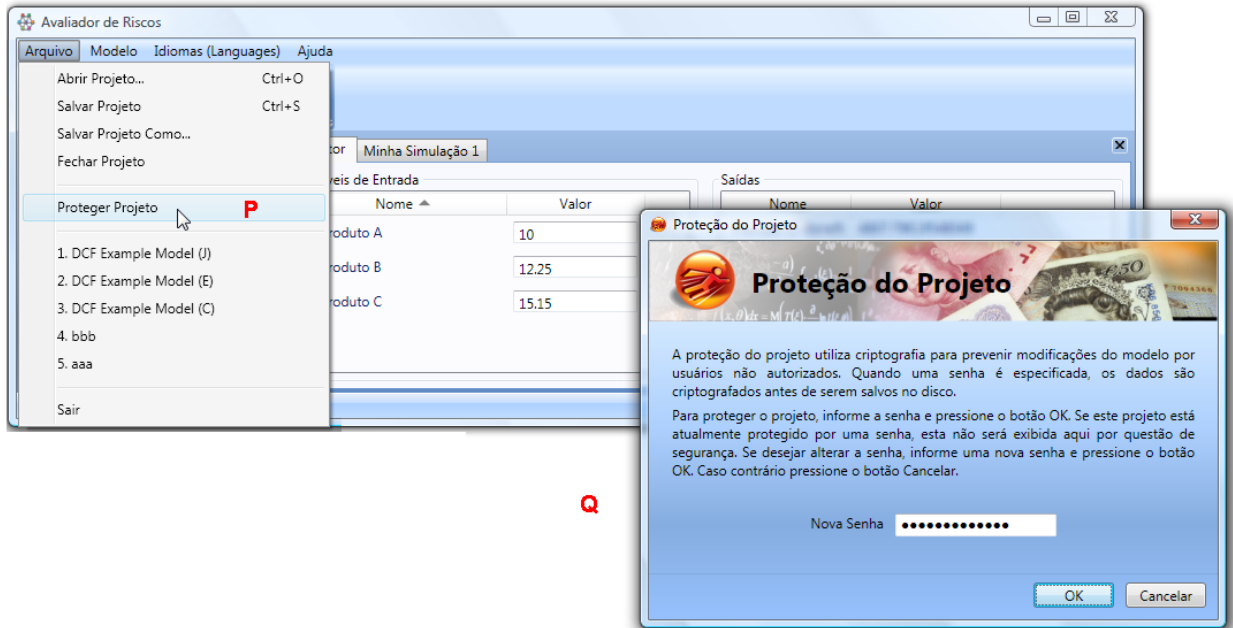 Avaliador de Riscos
Arquivo Modelo Idiomas (Languages) Ajuda
Abrir Projeto... Ctrl+O
Salvar Projeto Ctrl+S
Salvar Projeto Como...
Fechar Projeto
Proteger Projeto P
1. DCF Example Model (J)
2. DCF Example Model (E)
3. DCF Example Model (C)
4. bbb
5. aaa
Sair
Minha Simulação 1
de Entrada
Nome Valor
A 10
B 12.25
C 15.15
Saídas
Nome Valor
Q
Proteção do Projeto
Proteção do Projeto
A proteção do projeto utiliza criptografia para prevenir modificações do modelo por
usuários não autorizados. Quando uma senha é especificada, os dados são
criptografados antes de serem salvos no disco.
Para proteger o projeto, informe a senha e pressione o botão OK. Se este projeto está
atualmente protegido por uma senha, esta não será exibida aqui por questão de
segurança. Se desejar alterar a senha, informe uma nova senha e pressione o botão
OK. Caso contrário pressione o botão Cancelar.
Nova Senha •••••••••••••
OK Cancelar